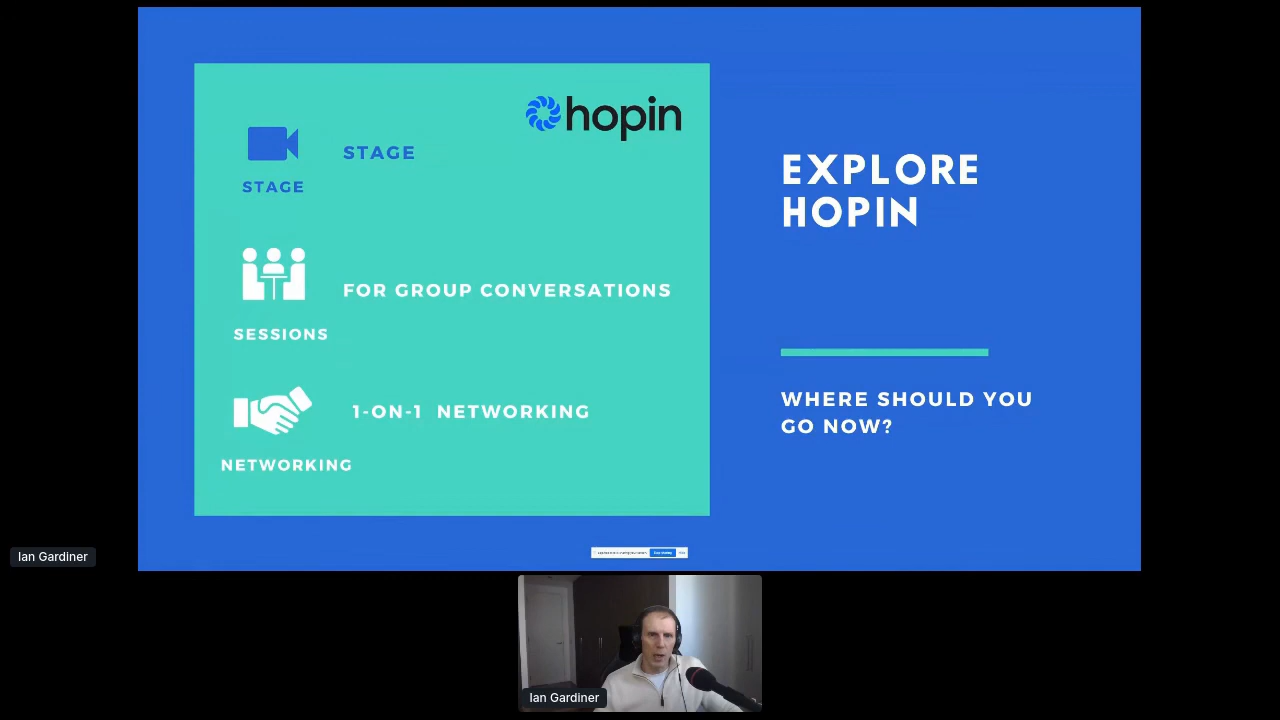 hopin
STAGE
STAGE
FOR GROUP CONVERSATIONS
SESSIONS
1-ON-1 NETWORKING
NETWORKING
EXPLORE
HOPIN
WHERE SHOULD YOU
GO NOW?
Ian Gardiner
Ian Gardiner